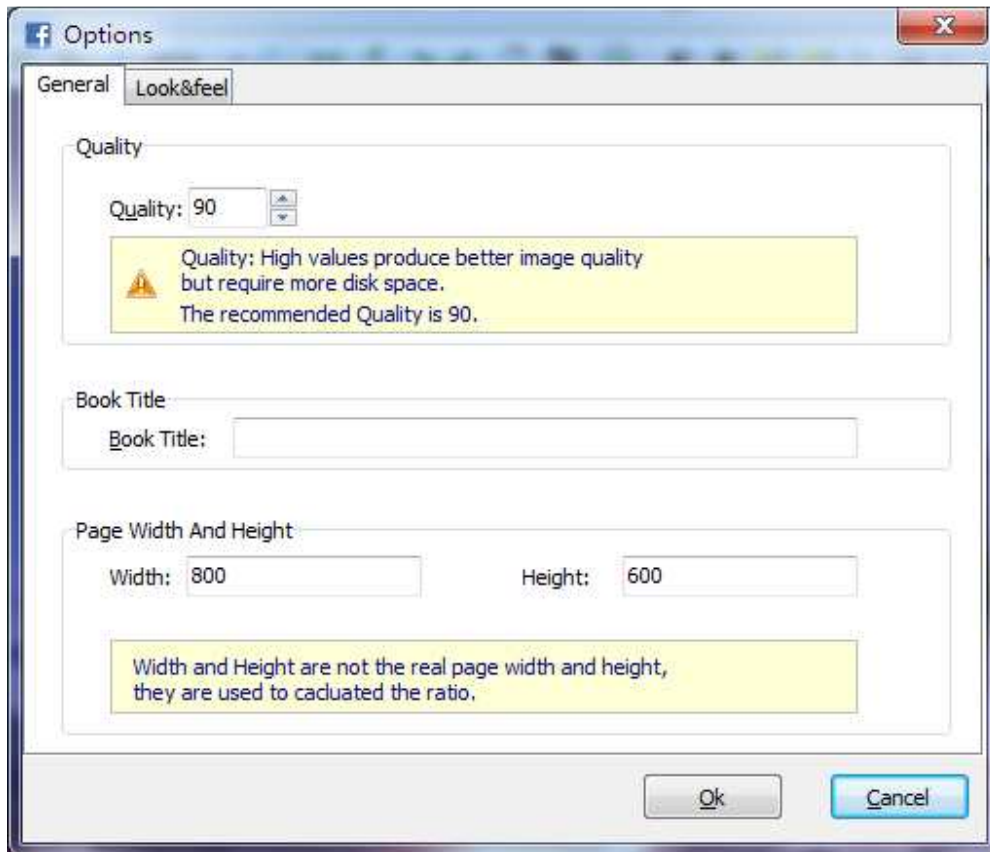 Options
General
Look&feel
Quality
Quality: 90
Quality: High values produce better image quality
but require more disk space.
The recommended Quality is 90.
Book Title
Book Title:
Page Width And Height
Width: 800
Height: 600
Width and Height are not the real page width and height,
they are used to cacluated the ratio.
Ok
Cancel